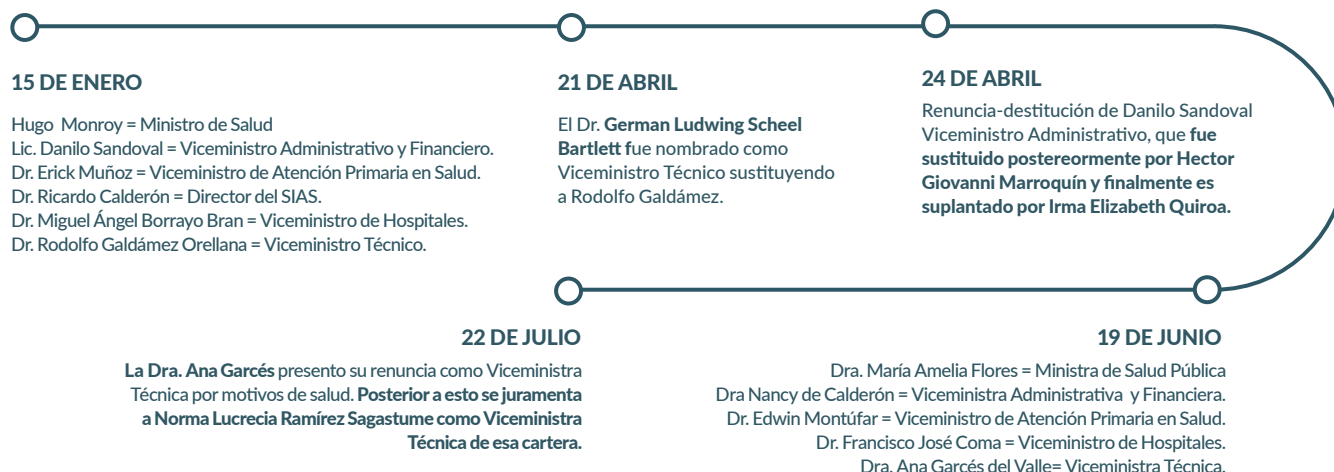 15 DE ENERO
Hugo Monroy = Ministro de Salud
Lic. Danilo Sandoval = Viceministro Administrativo y Financiero.
Dr. Erick Muñoz = Viceministro de Atención Primaria en Salud.
Dr. Ricardo Calderón = Director del SIAS.
Dr. Miguel Ángel Borrayo Bran = Viceministro de Hospitales.
Dr. Rodolfo Galdámez Orellana = Viceministro Técnico.
21 DE ABRIL
El Dr. German Ludwing Scheel
Bartlett fue nombrado como
Viceministro Técnico sustituyendo
a Rodolfo Galdámez.
24 DE ABRIL
Renuncia-destitución de Danilo Sandoval
Viceministro Administrativo, que fue
sustituido postereormente por Hector
Giovanni Marroquín y finalmente es
suplantado por Irma Elizabeth Quiroa.
19 DE JUNIO
Dra. María Amelia Flores = Ministra de Salud Pública
Dra Nancy de Calderón = Viceministra Administrativa y Financiera.
Dr. Edwin Montúfar = Viceministro de Atención Primaria en Salud.
Dr. Francisco José Coma = Viceministro de Hospitales.
Dra. Ana Garcés del Valle= Viceministra Técnica.
22 DE JULIO
La Dra. Ana Garcés presento su renuncia como Viceministra
Técnica por motivos de salud. Posterior a esto se juramenta
a Norma Lucrecia Ramírez Sagastume como Viceministra
Técnica de esa cartera.